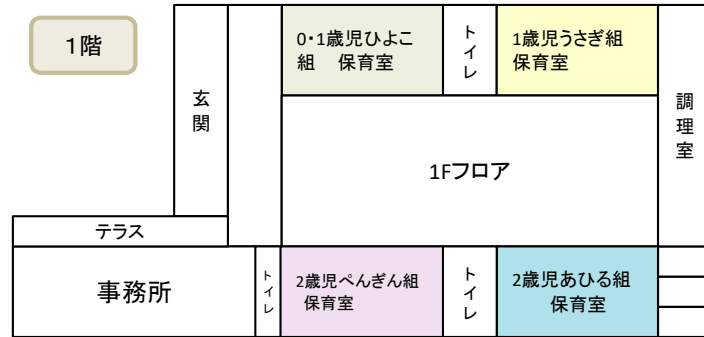 1階
0・1歳児ひよこ
組　保育室
トイレ
1歳児うさぎ組
保育室
玄関
調理室
1Fフロア
テラス
事務所
トイレ
2歳児ぺんぎん組
保育室
トイレ
2歳児あひる組
保育室